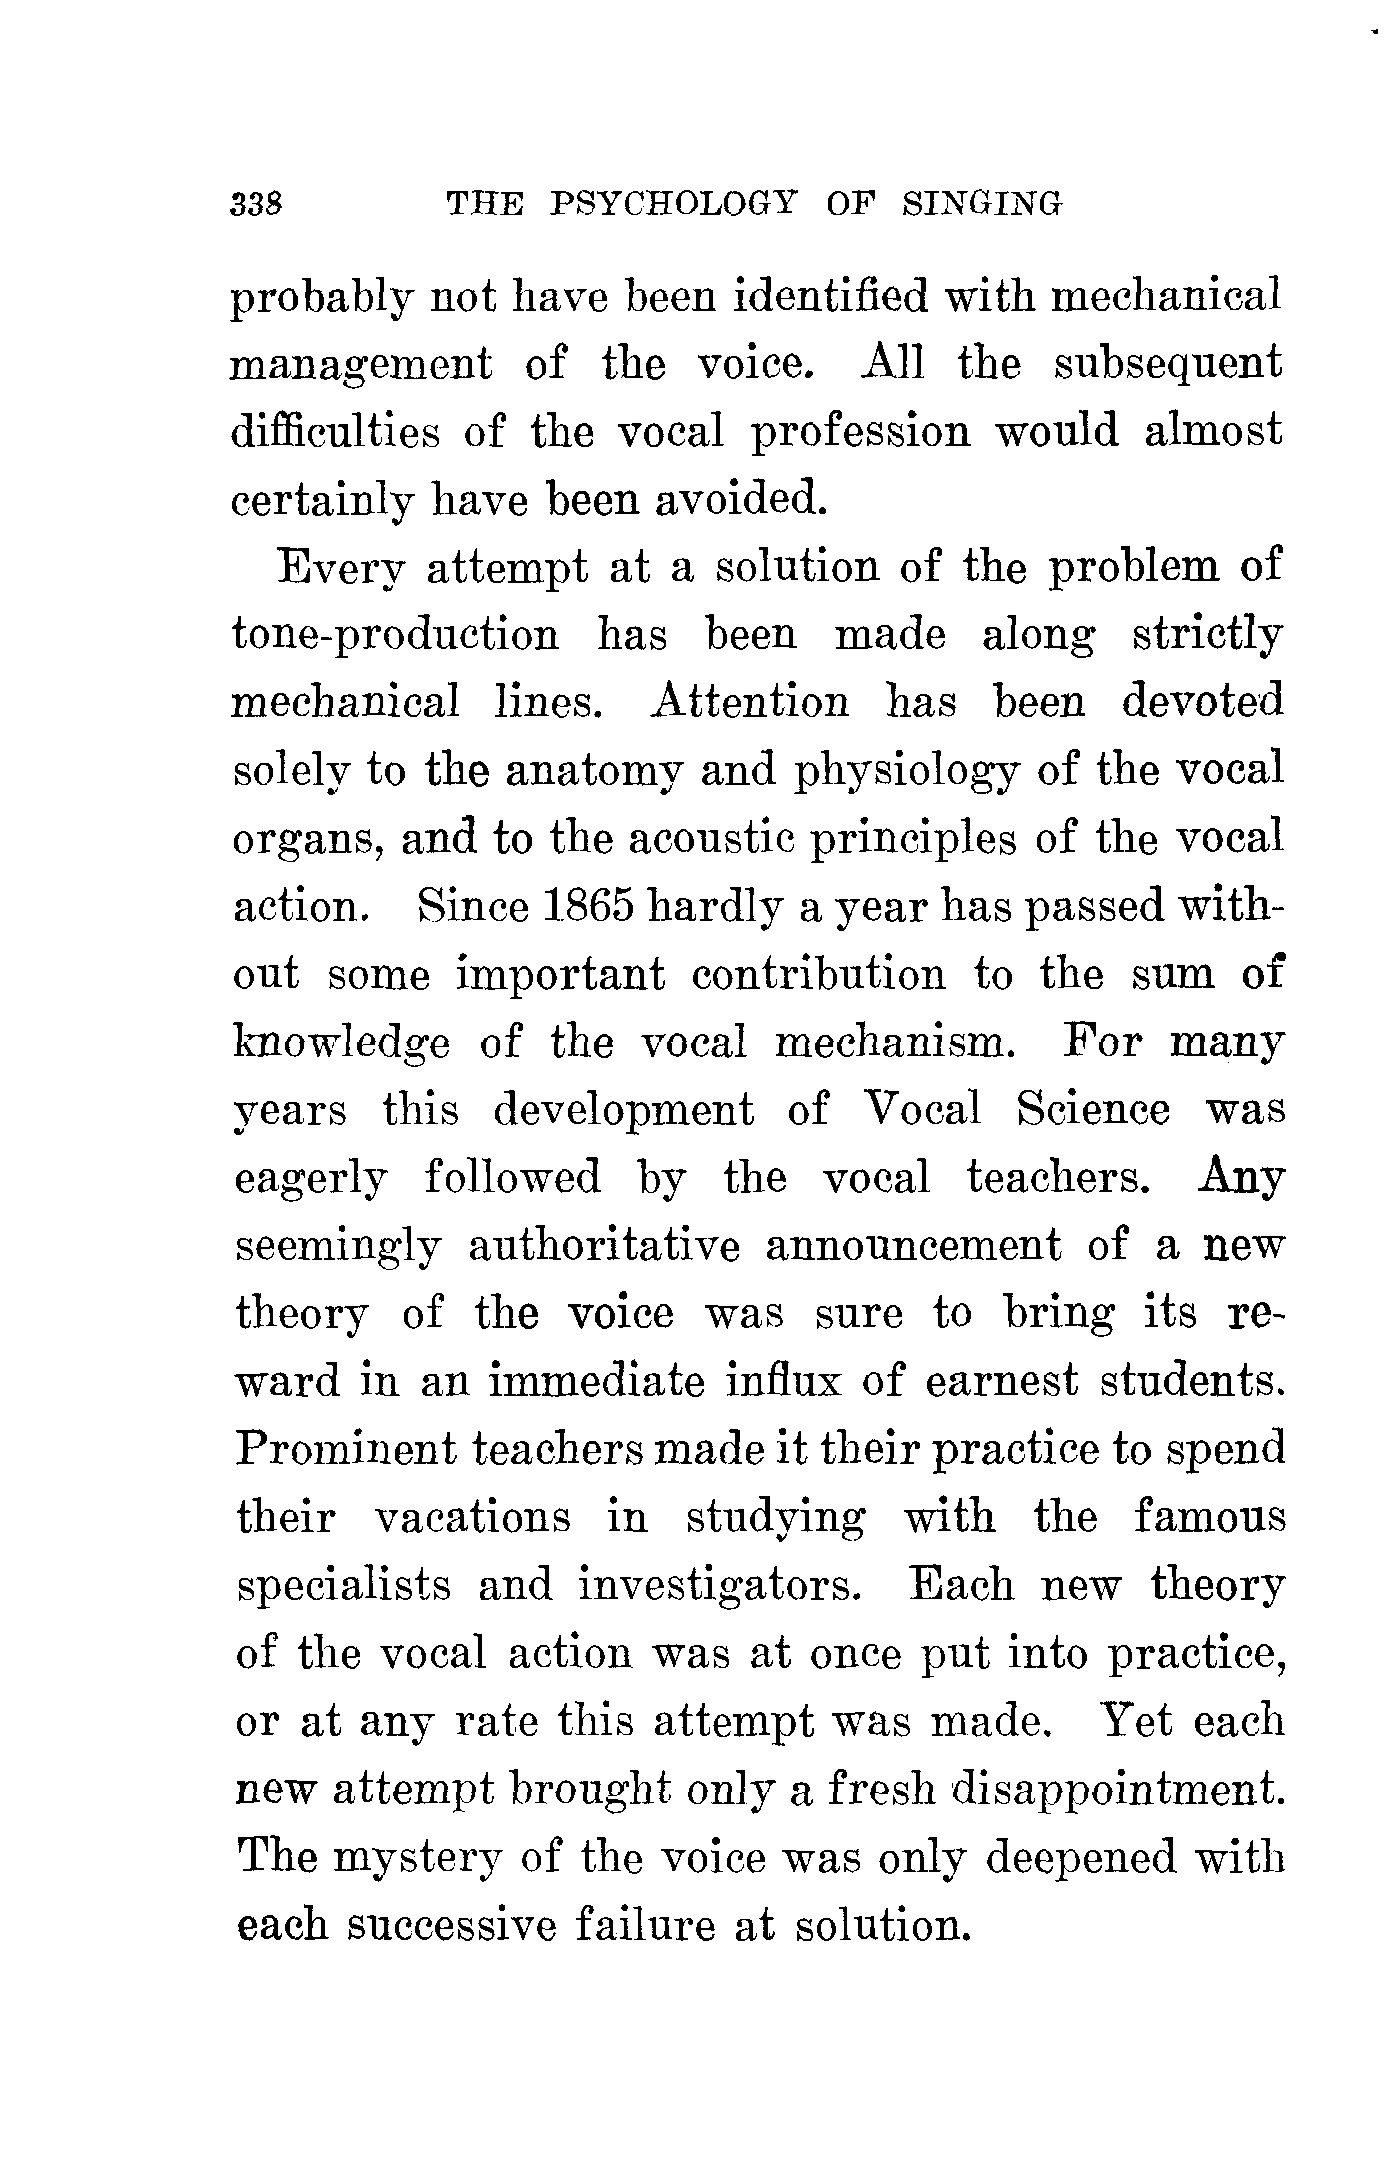 338 THE PSYCHOLOGY OF SINGING
probably not have been identified with mechanical
management of the voice. All the subsequent
difficulties of the vocal profession would almost
certainly have been avoided.
Every attempt at a solution of the problem of
tone-production has been made along strictly
mechanical lines. Attention has been devoted
solely to the anatomy and physiology of the vocal
organs, and to the acoustic principles of the vocal
action. Since 1865 hardly a year has passed with-
out some important contribution to the sum of
knowledge of the vocal mechanism. For many
years this development of Vocal Science was
eagerly followed by the vocal teachers. Any
seemingly authoritative announcement of a new
theory of the voice was sure to bring its re-
ward in an immediate influx of earnest students.
Prominent teachers made it their practice to spend
their vacations in studying with the famous
specialists and investigators. Each new theory
of the vocal action was at once put into practice,
or at any rate this attempt was made. Yet each
new attempt brought only a fresh disappointment.
The mystery of the voice was only deepened with
each successive failure at solution.